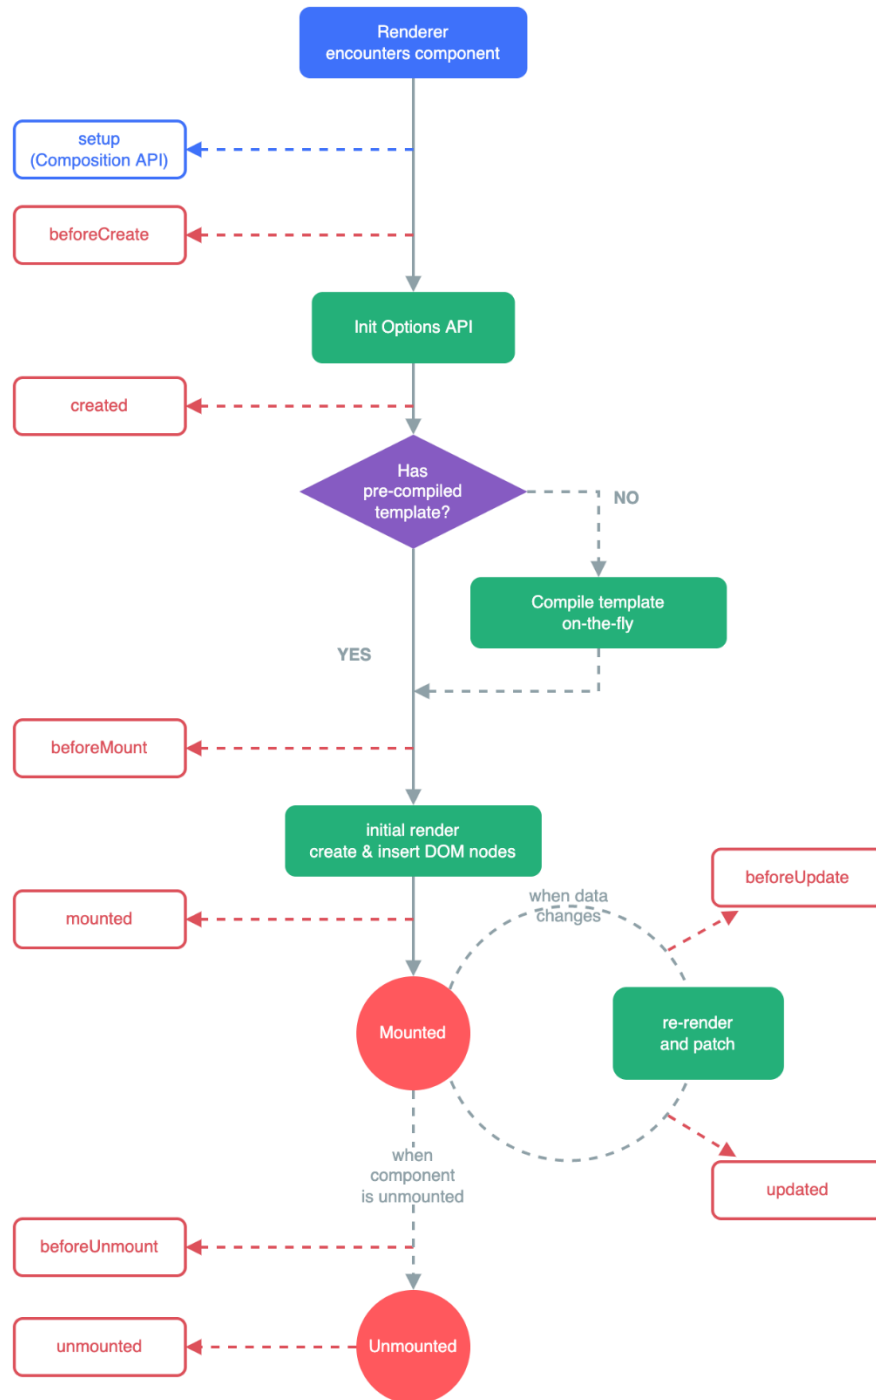 Renderer
encounters component
setup
(Composition API)
beforeCreate
Init Options API
created
Has
pre-compiled
template?
NO
Compile template
on-the-fly
YES
beforeMount
initial render
create & insert DOM nodes
beforeUpdate
when data
changes
mounted
Mounted
re-render
and patch
when
component
is unmounted
updated
beforeUnmount
unmounted
Unmounted